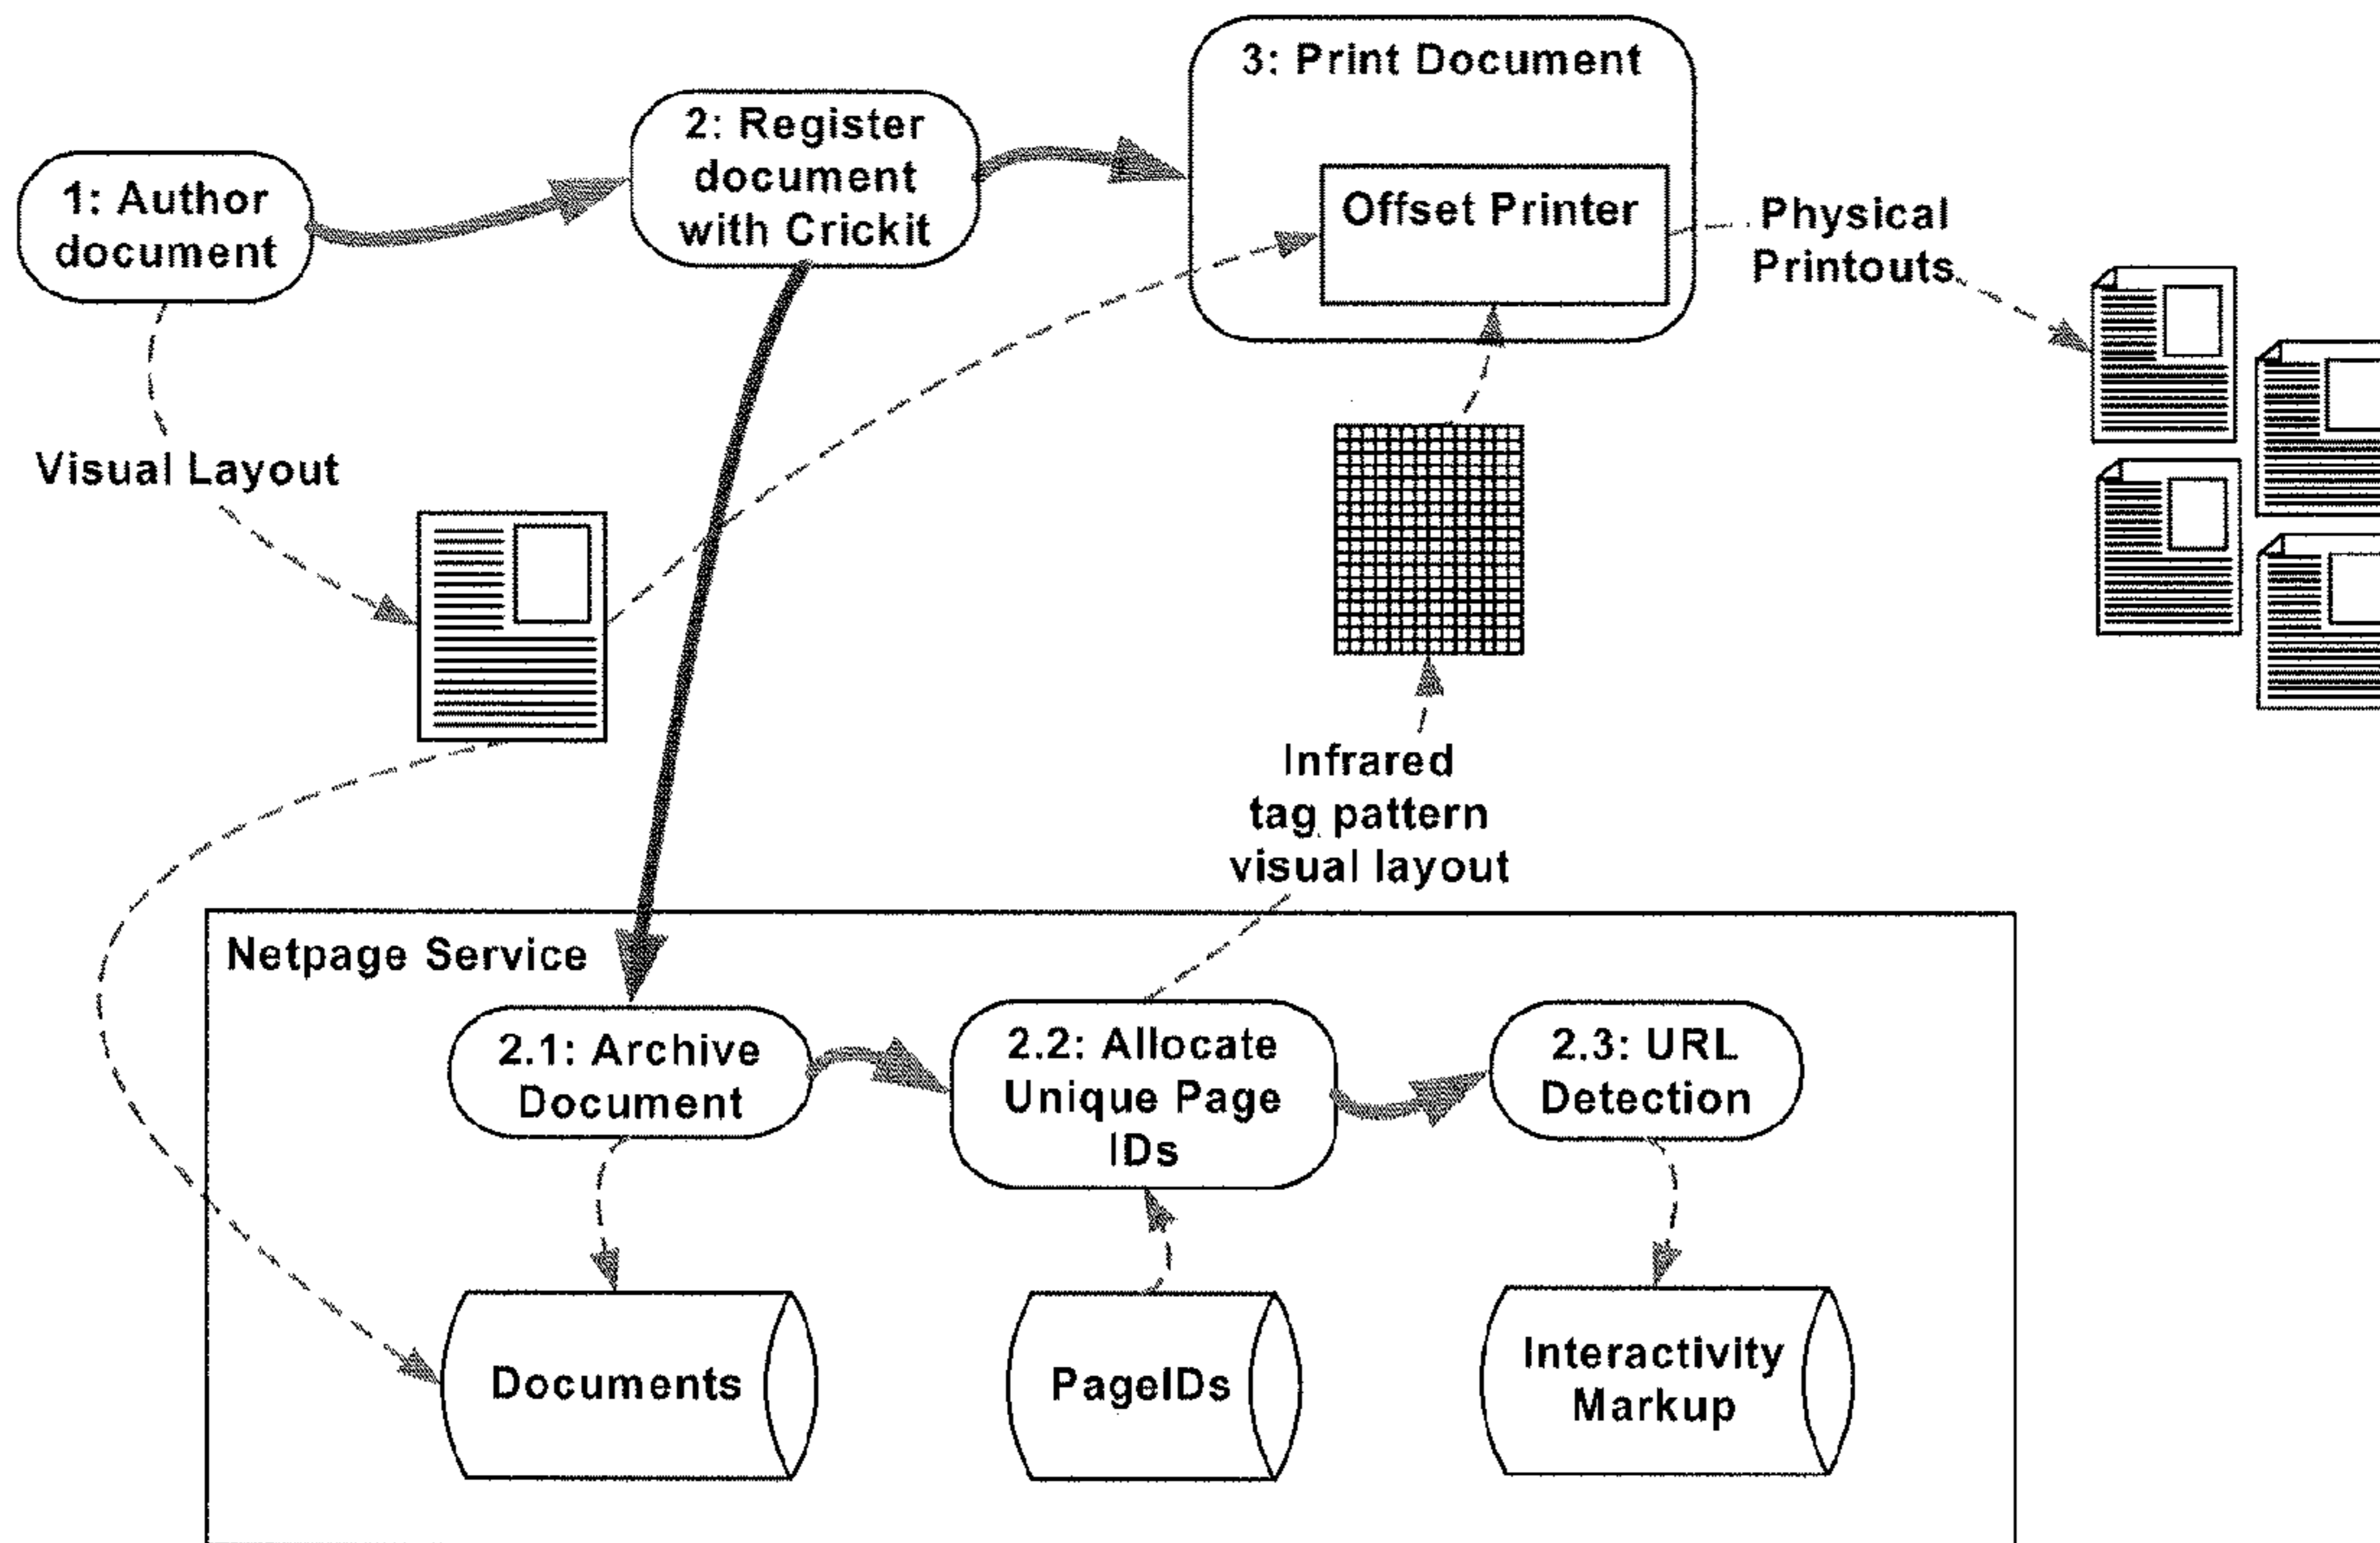 3: Print Document
2: Register
document
with Crickit
1: Author
document
Offset Printer
Physical
Printouts
Visual Layout
Infrared
tag pattern
visual layout
Netpage Service
2.1: Archive
Document
2.2: Allocate
Unique Page
IDs
2.3: URL
Detection
Documents
PageIDs
Interactivity
Markup